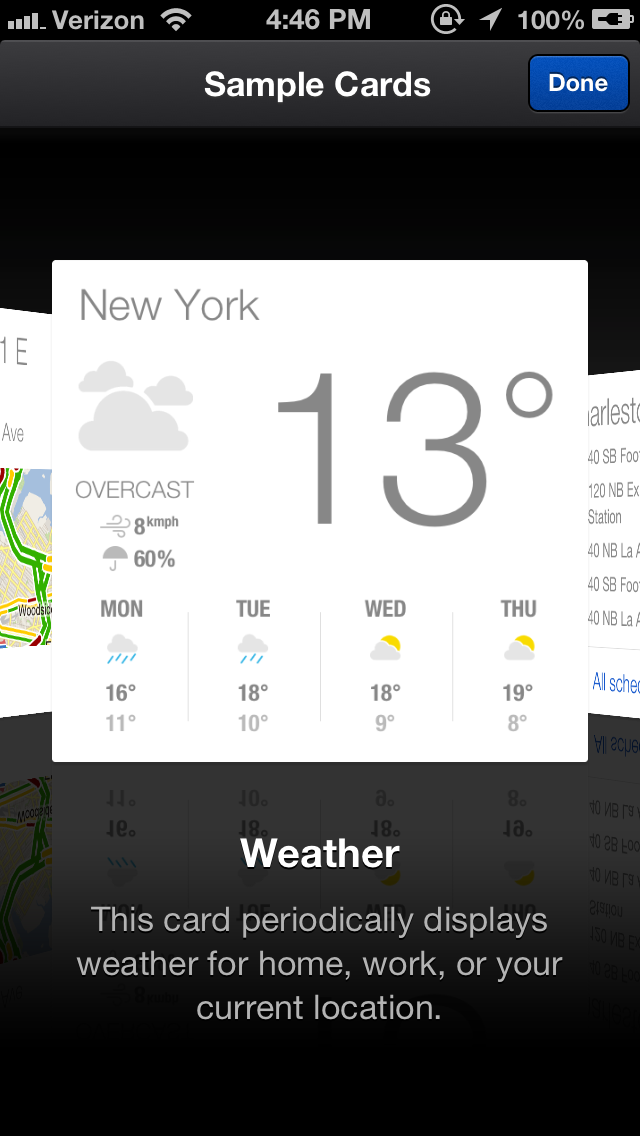 Verizon 4:46 PM 100%
Sample Cards
Done
New York
13°
OVERCAST
8kmph
60%
MON TUE WED THU
16° 18° 18° 19°
11° 10° 9° 8°
1 E
Ave
Woodside
arlesto
40 SB Foo
120 NB Ex
Station
40 NB La A
40 SB Foo
40 NB La A
All sche
Weather
This card periodically displays
weather for home, work, or your
current location.